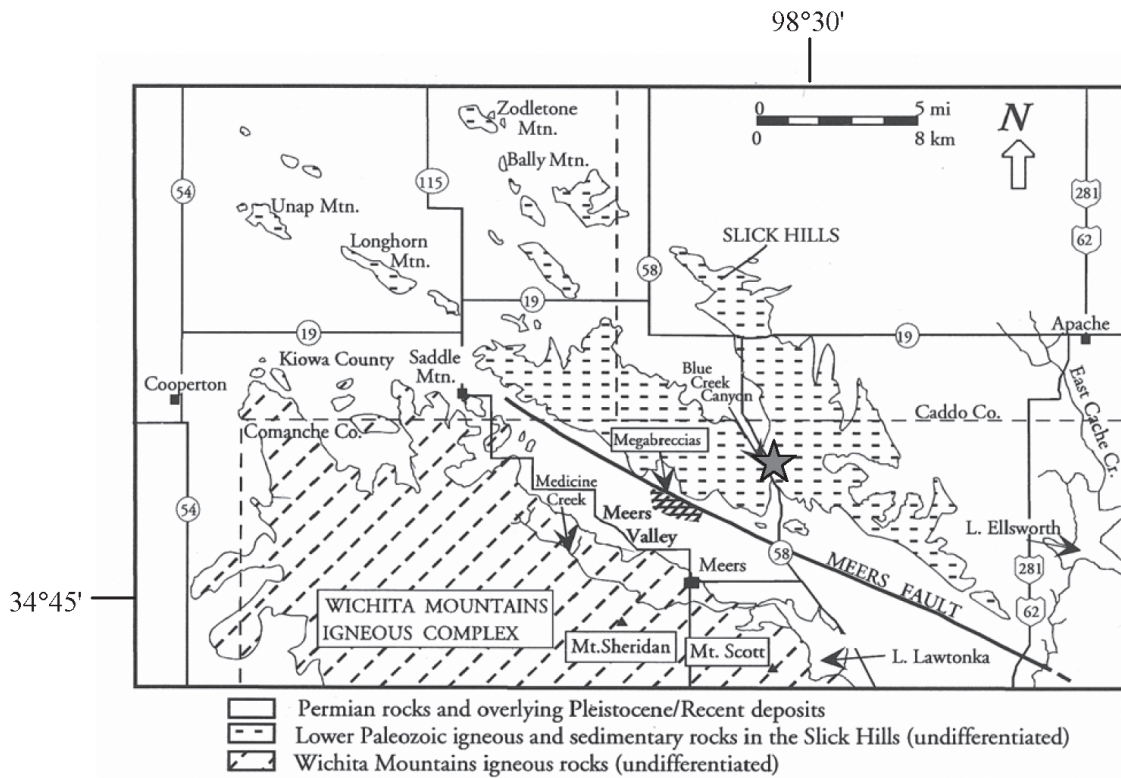 98°30'
0 5 mi
0 8 km
N
Zodletone
Mtn.
Bally Mtn.
54
115
281
62
Unap Mtn.
Longhorn
Mtn.
SLICK HILLS
58
19
19
19
Apache
Kiowa County
Saddle
Mtn.
Cooperton
Blue
Creek
Canyon
East Cache Cr.
Caddo Co.
Comanche Co.
Megabreccias
Medicine
Creek
54
Meers
Valley
L. Ellsworth
58
Meers
MEERS FAULT
281
62
34°45'
WICHITA MOUNTAINS
IGNEOUS COMPLEX
Mt.Sheridan
Mt. Scott
L. Lawtonka
Permian rocks and overlying Pleistocene/Recent deposits
Lower Paleozoic igneous and sedimentary rocks in the Slick Hills (undifferentiated)
Wichita Mountains igneous rocks (undifferentiated)